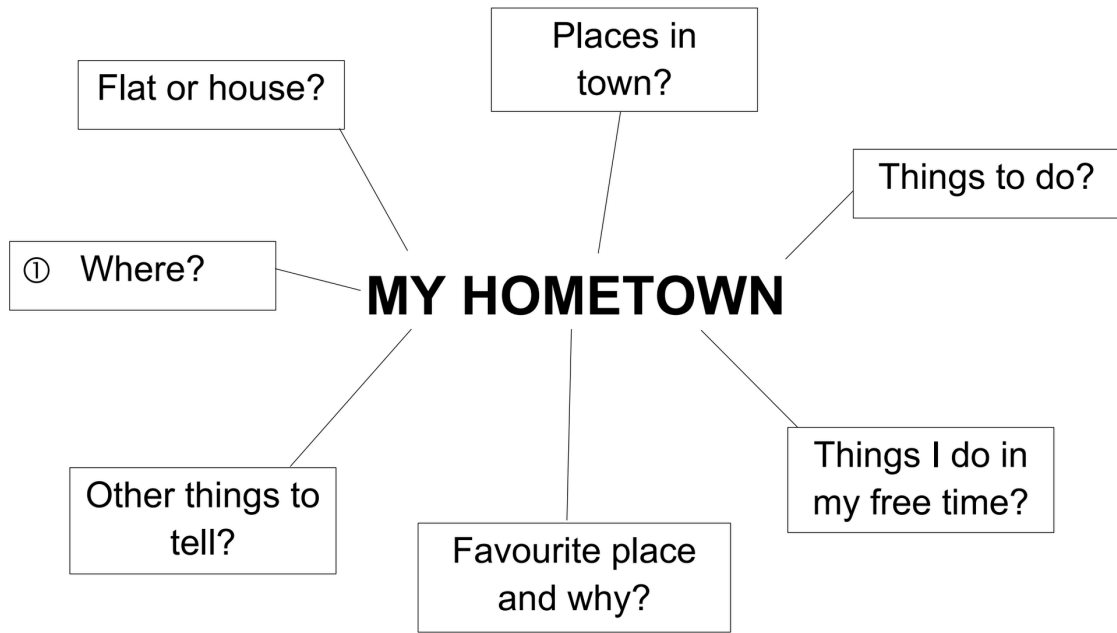 ① Where?
Flat or house?
Places in
town?
Things to do?
MY HOMETOWN
Things I do in
my free time?
Favourite place
and why?
Other things to
tell?